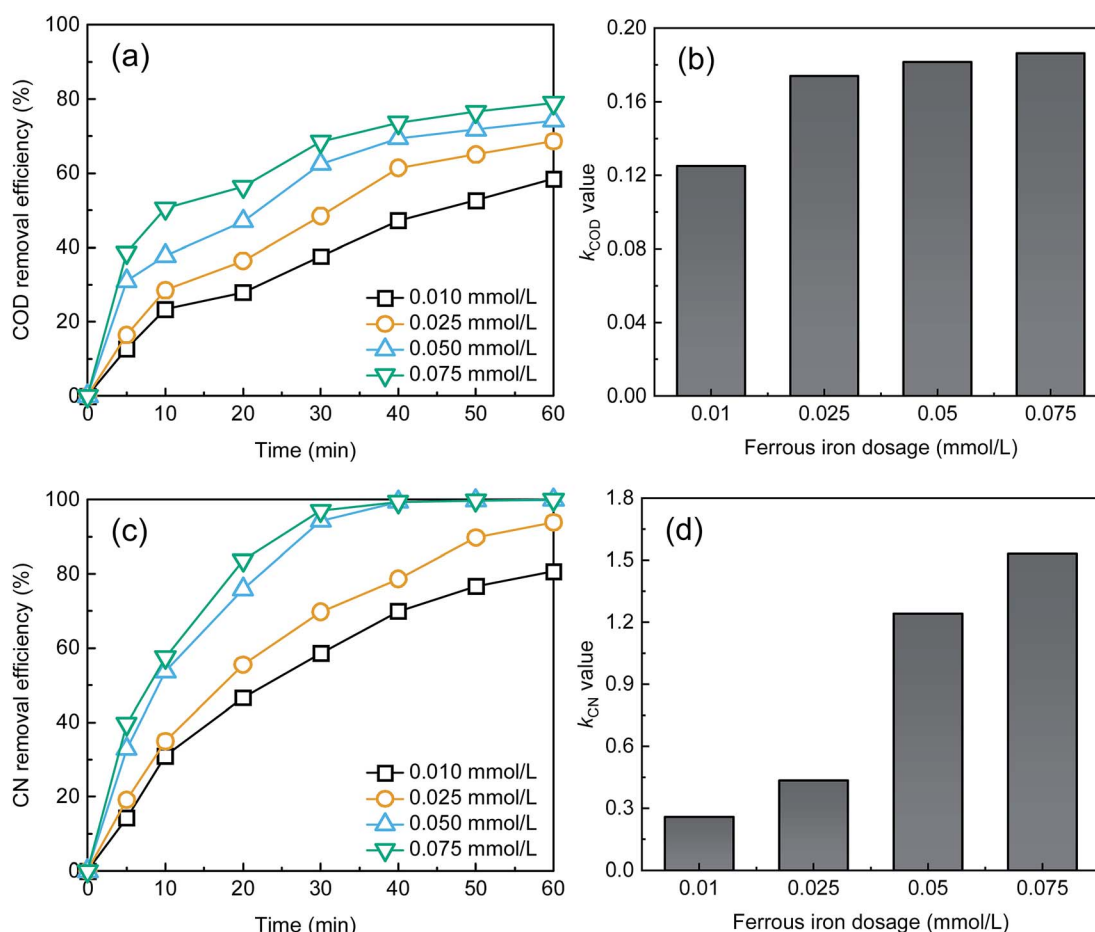 (a)
COD removal efficiency (%)
100
80
60
40
20
0
0.010 mmol/L
0.025 mmol/L
0.050 mmol/L
0.075 mmol/L
0 10 20 30 40 50 60
Time (min)
(b)
kCOD value
0.20
0.16
0.12
0.08
0.04
0.00
0.01 0.025 0.05 0.075
Ferrous iron dosage (mmol/L)
(c)
CN removal efficiency (%)
100
80
60
40
20
0
0.010 mmol/L
0.025 mmol/L
0.050 mmol/L
0.075 mmol/L
0 10 20 30 40 50 60
Time (min)
(d)
kCN value
1.8
1.5
1.2
0.9
0.6
0.3
0.0
0.01 0.025 0.05 0.075
Ferrous iron dosage (mmol/L)